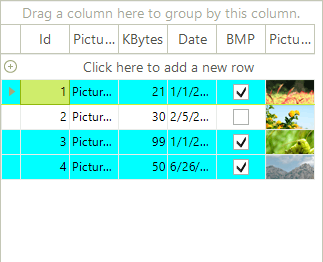 Drag a column here to group by this column.
Id Pictu... KBytes Date BMP Pictu...
Click here to add a new row
1 Pictur... 21 1/1/2...
2 Pictur... 30 2/5/2...
3 Pictur... 99 1/1/2...
4 Pictur... 50 6/26/...